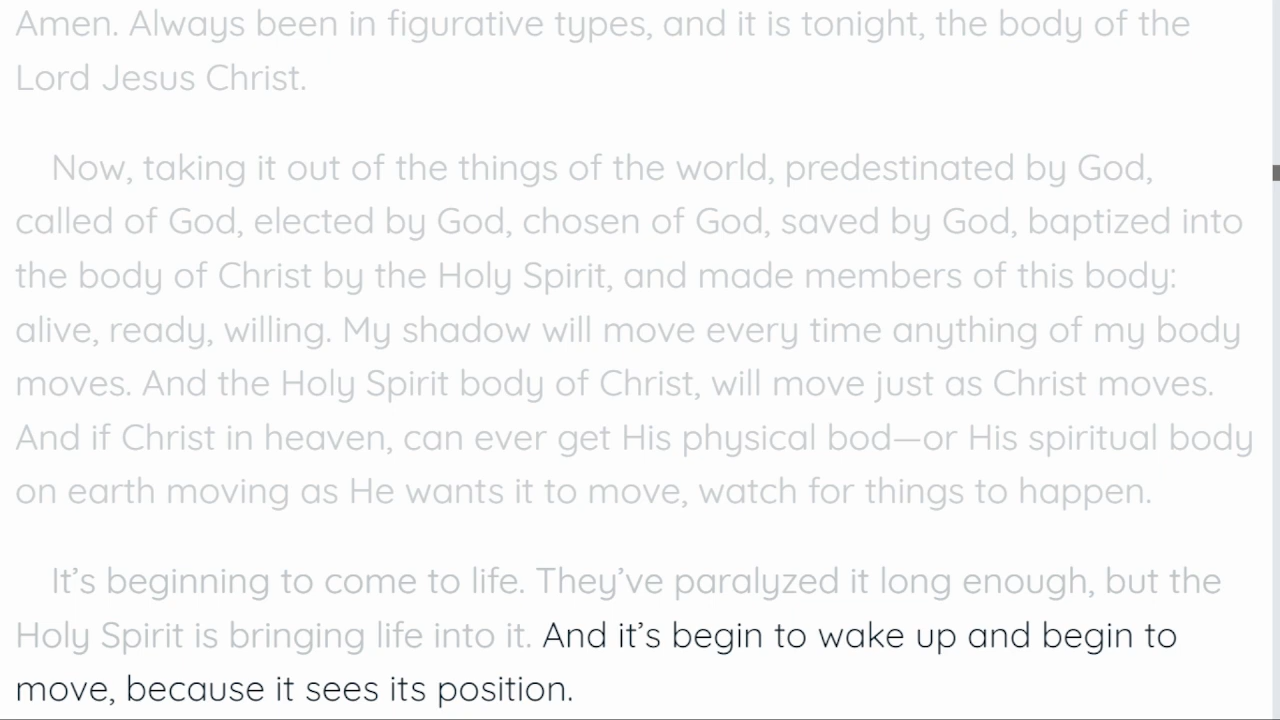 Amen. Always been in figurative types, and it is tonight, the body of the
Lord Jesus Christ.
Now, taking it out of the things of the world, predestinated by God,
called of God, elected by God, chosen of God, saved by God, baptized into
the body of Christ by the Holy Spirit, and made members of this body:
alive, ready, willing. My shadow will move every time anything of my body
moves. And the Holy Spirit body of Christ, will move just as Christ moves.
And if Christ in heaven, can ever get His physical bod—or His spiritual body
on earth moving as He wants it to move, watch for things to happen.
It’s beginning to come to life. They’ve paralyzed it long enough, but the
Holy Spirit is bringing life into it. And it’s begin to wake up and begin to
move, because it sees its position.